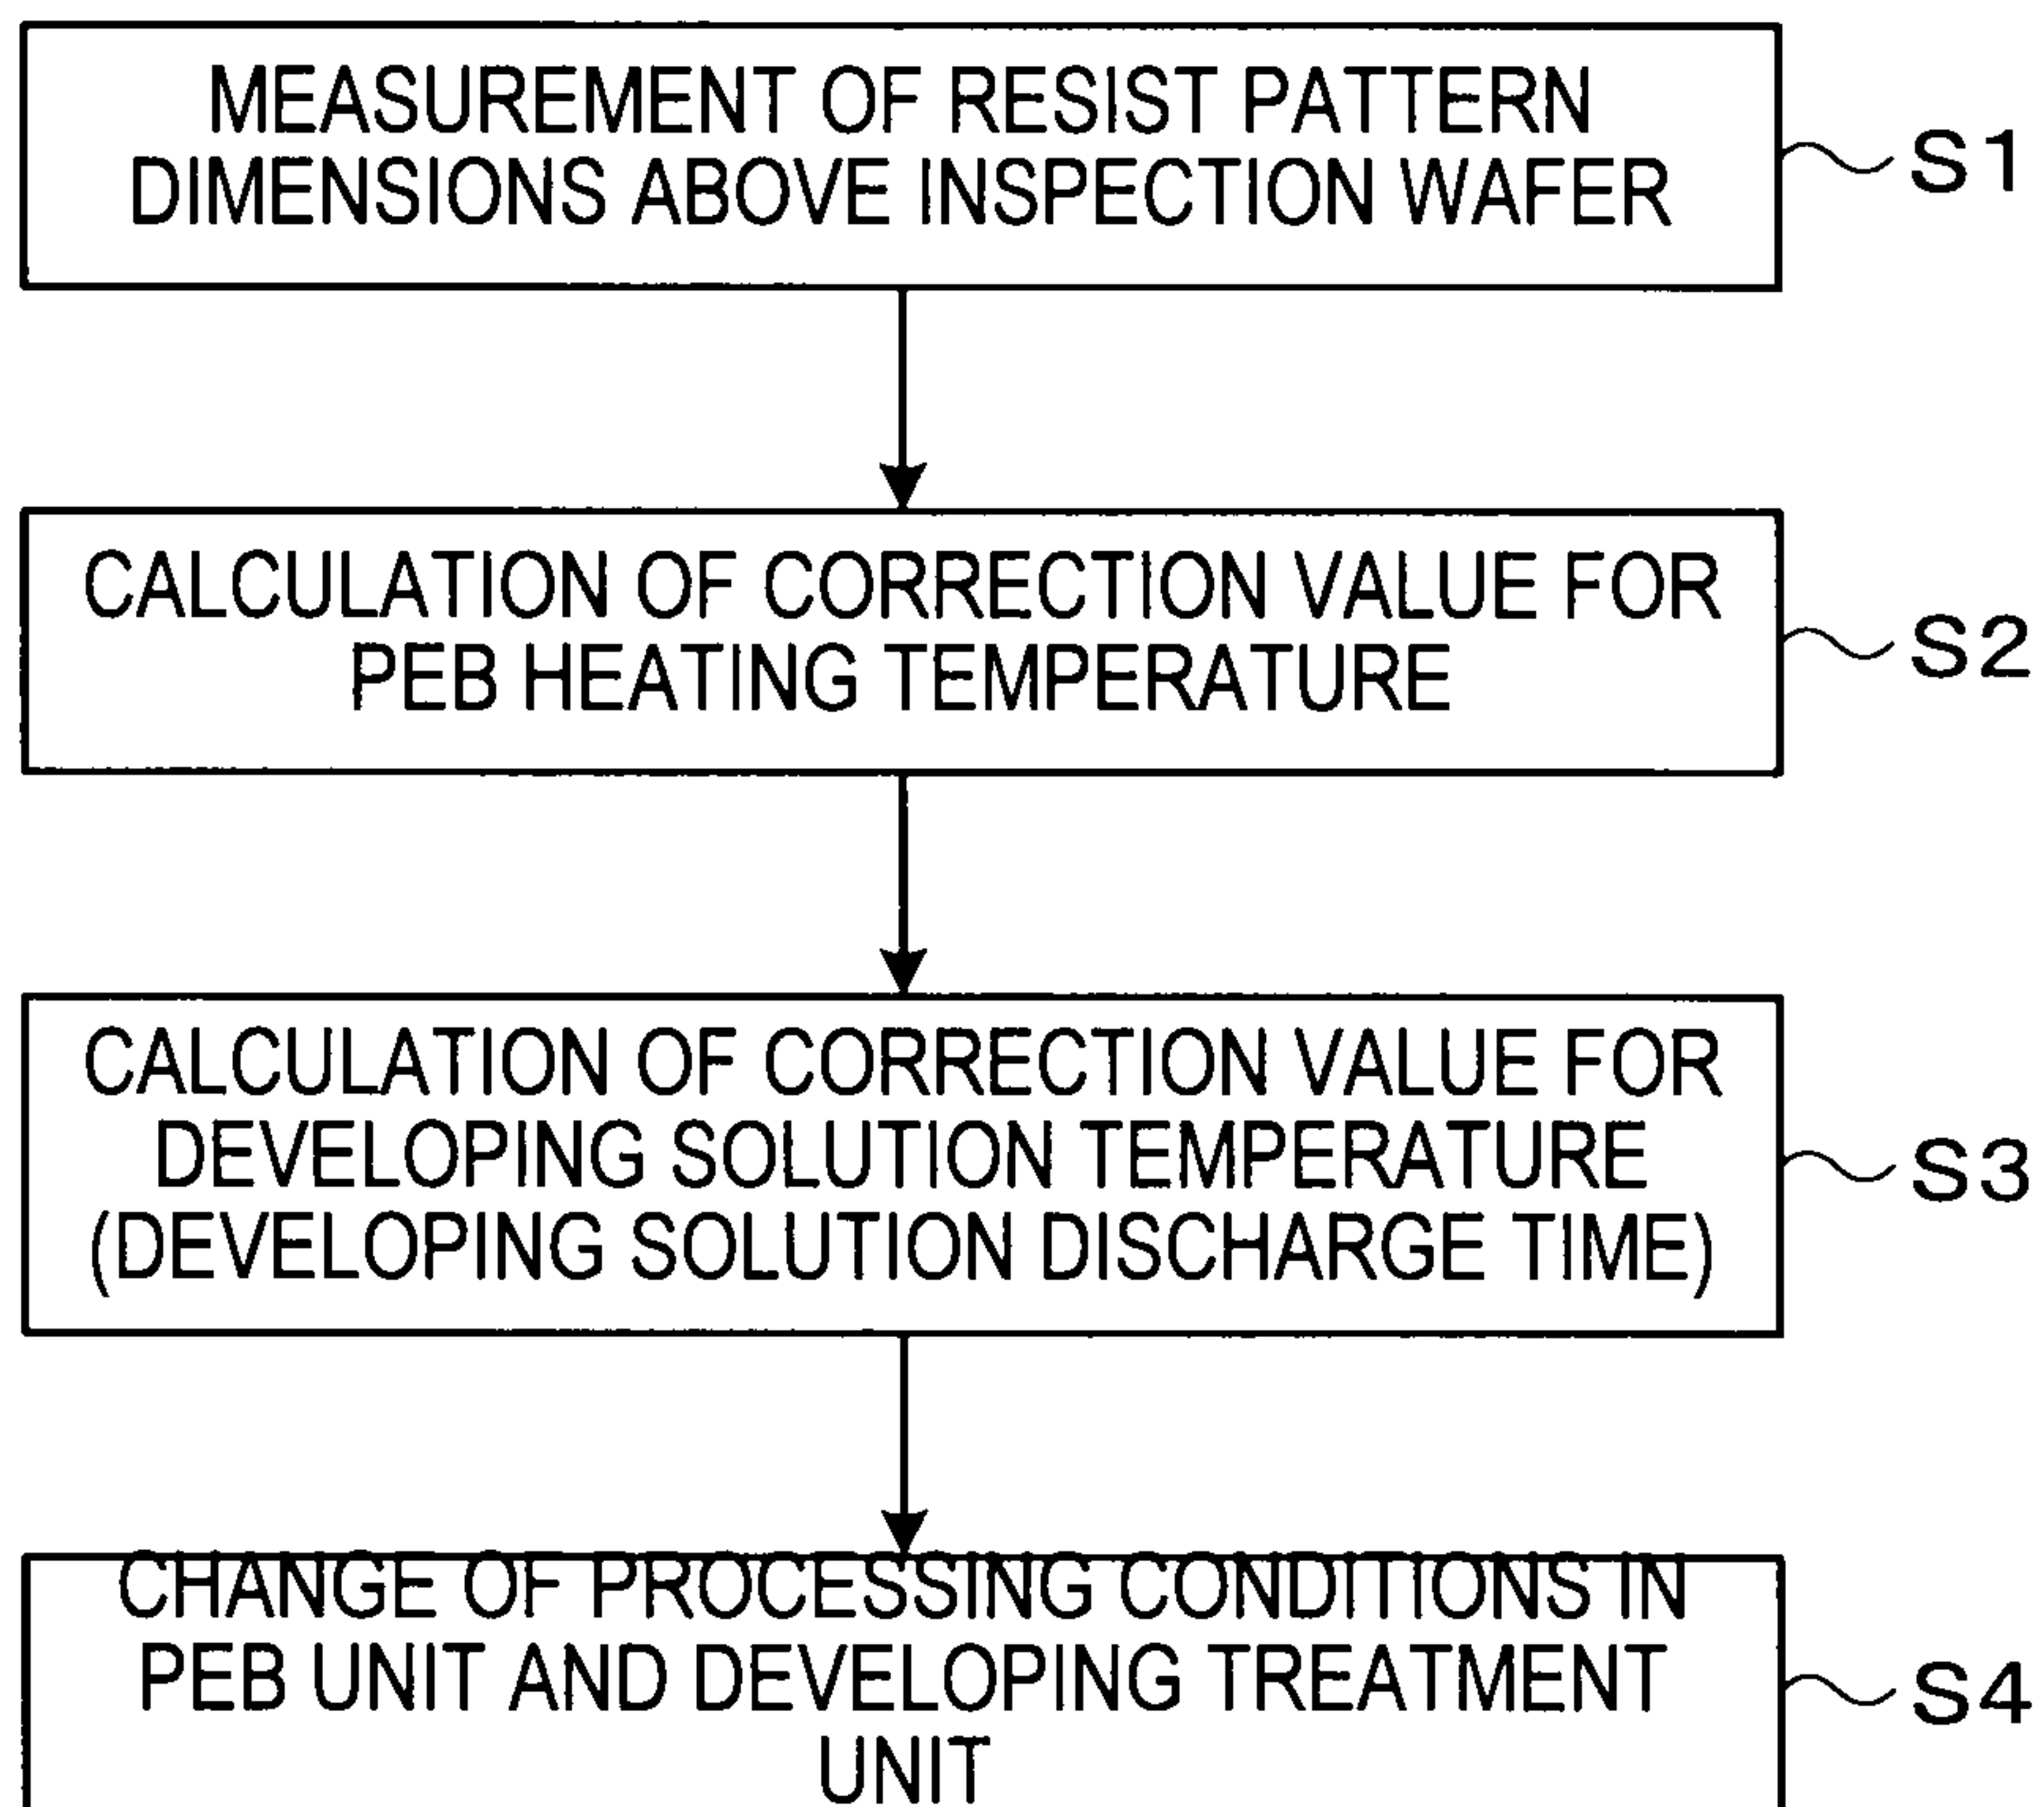 MEASUREMENT OF RESIST PATTERN
DIMENSIONS ABOVE INSPECTION WAFER
S1
CALCULATION OF CORRECTION VALUE FOR
PEB HEATING TEMPERATURE
S2
CALCULATION OF CORRECTION VALUE FOR
DEVELOPING SOLUTION TEMPERATURE
(DEVELOPING SOLUTION DISCHARGE TIME)
S3
CHANGE OF PROCESSING CONDITIONS IN
PEB UNIT AND DEVELOPING TREATMENT
UNIT
S4